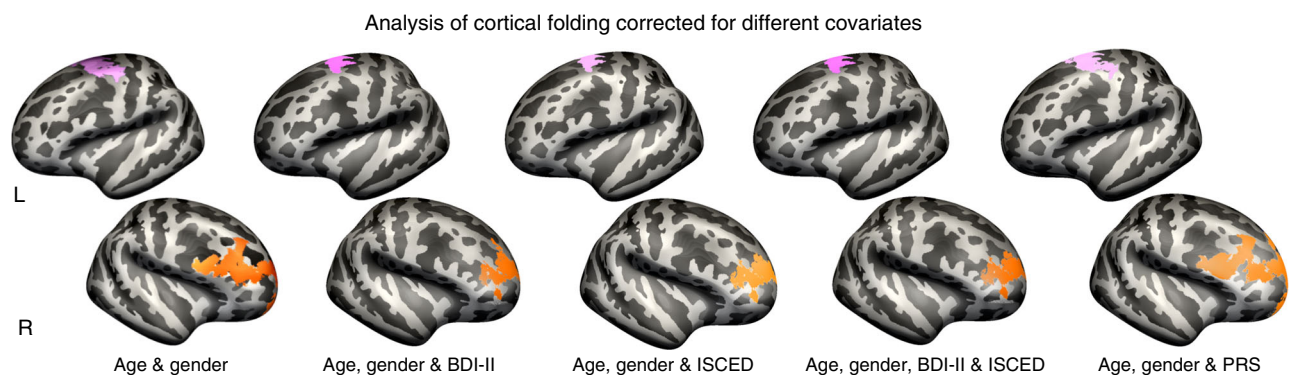 Analysis of cortical folding corrected for different covariates
L
R
Age & gender
Age, gender & BDI-II
Age, gender & ISCED
Age, gender, BDI-II & ISCED
Age, gender & PRS